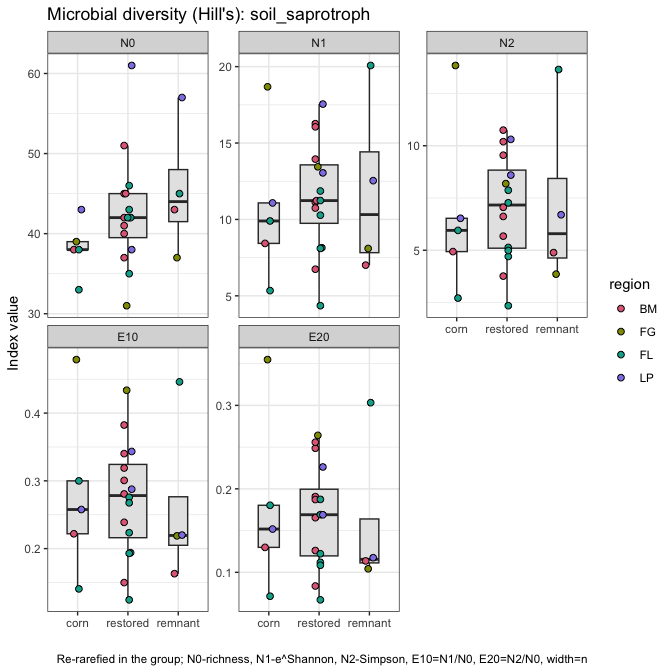 Microbial diversity (Hill's): soil_saprotroph
N0
N1
N2
60
50
40
30
20
15
10
5
10
5
corn
restored
remnant
Index value
region
BM
FG
FL
LP
E10
E20
0.4
0.3
0.2
0.3
0.2
0.1
corn
restored
remnant
corn
restored
remnant
Re-rarefied in the group; N0-richness, N1-e^Shannon, N2-Simpson, E10=N1/N0, E20=N2/N0, width=n